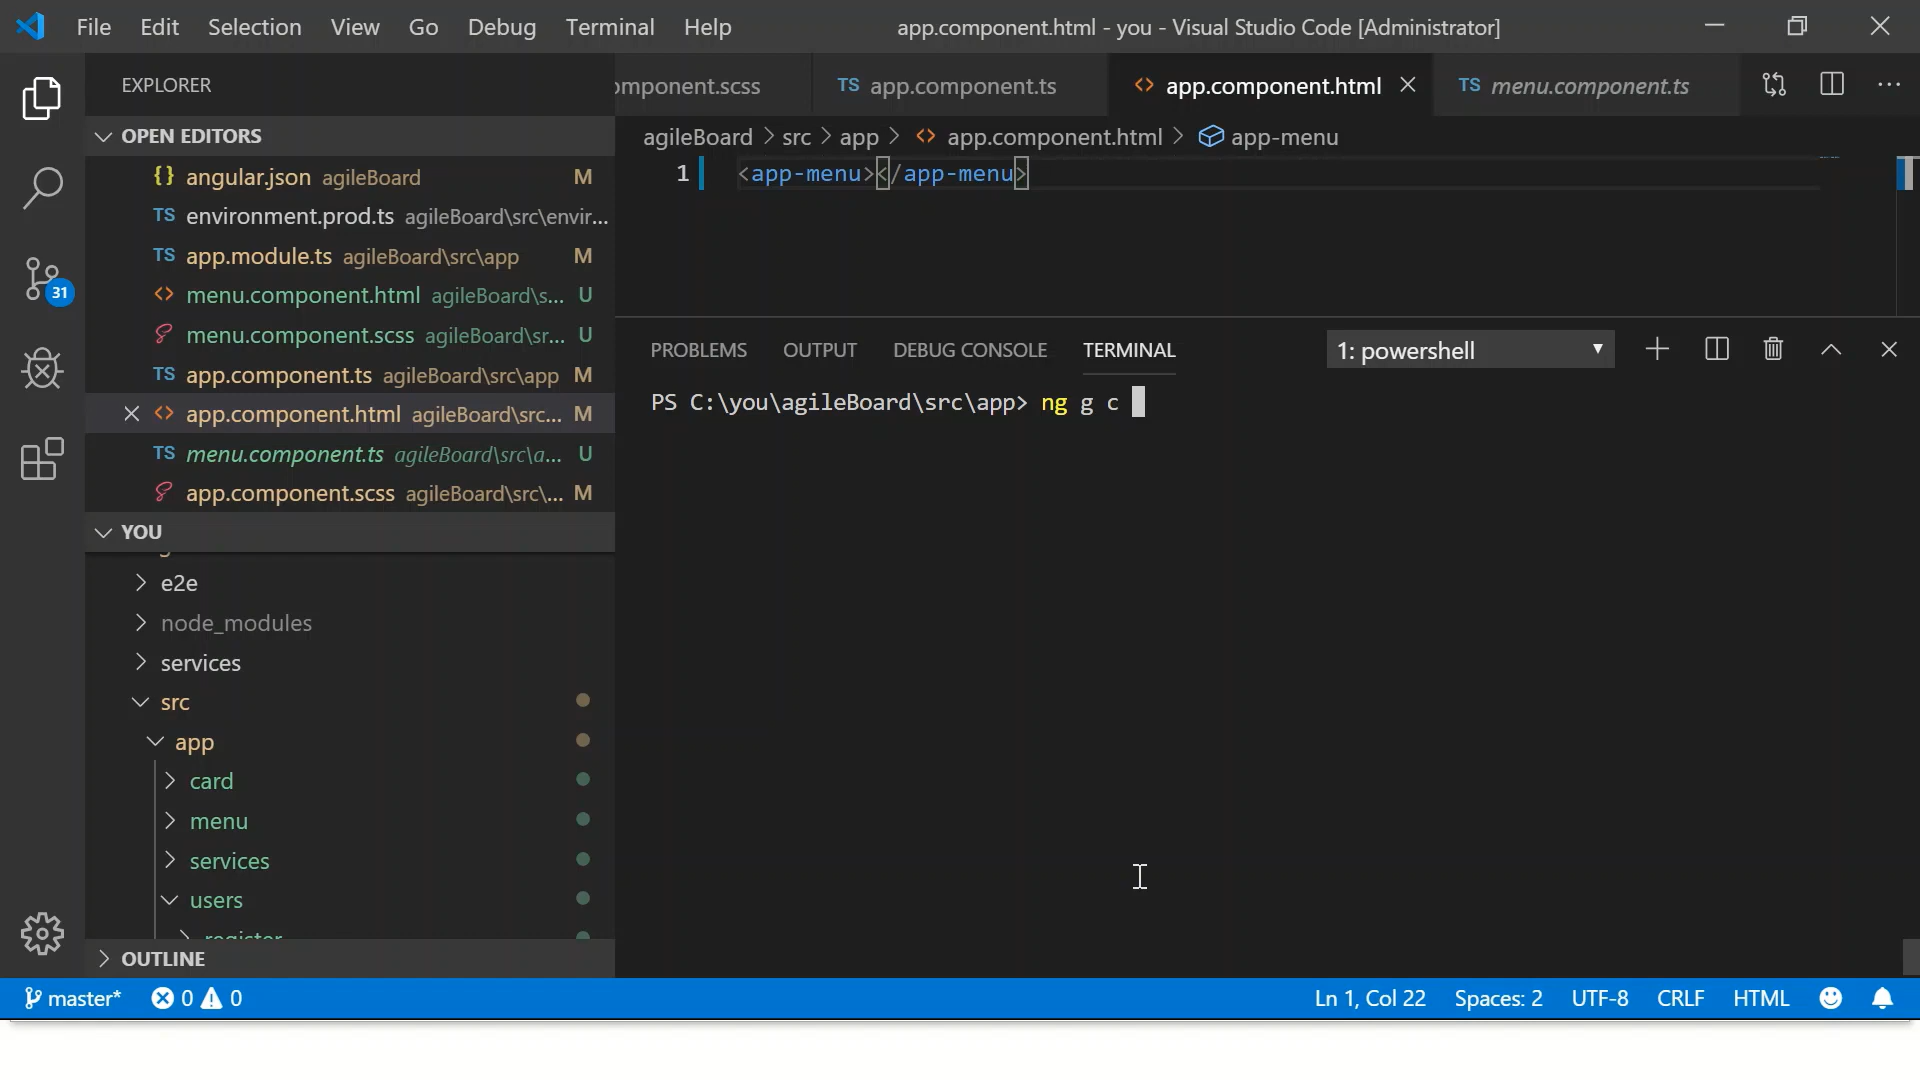 File Edit Selection View Go Debug Terminal Help app.component.html - you - Visual Studio Code [Administrator]
EXPLORER
omponent.scss TS app.component.ts <> app.component.html TS menu.component.ts ...
OPEN EDITORS
agileBoard > src > app > <> app.component.html > app-menu
{} angular.json agileBoard M
1 <app-menu></app-menu>
TS environment.prod.ts agileBoard\src\envir...
TS app.module.ts agileBoard\src\app M
<> menu.component.html agileBoard\s... U
menu.component.scss agileBoard\sr... U
TS app.component.ts agileBoard\src\app M
<> app.component.html agileBoard\src... M
TS menu.component.ts agileBoard\src\a... U
app.component.scss agileBoard\src\... M
PROBLEMS OUTPUT DEBUG CONSOLE TERMINAL 1: powershell
PS C:\you\agileBoard\src\app> ng g c
31
YOU
e2e
node_modules
services
src
app
card
menu
services
users
register
OUTLINE
master* 0 0 Ln 1, Col 22 Spaces: 2 UTF-8 CRLF HTML